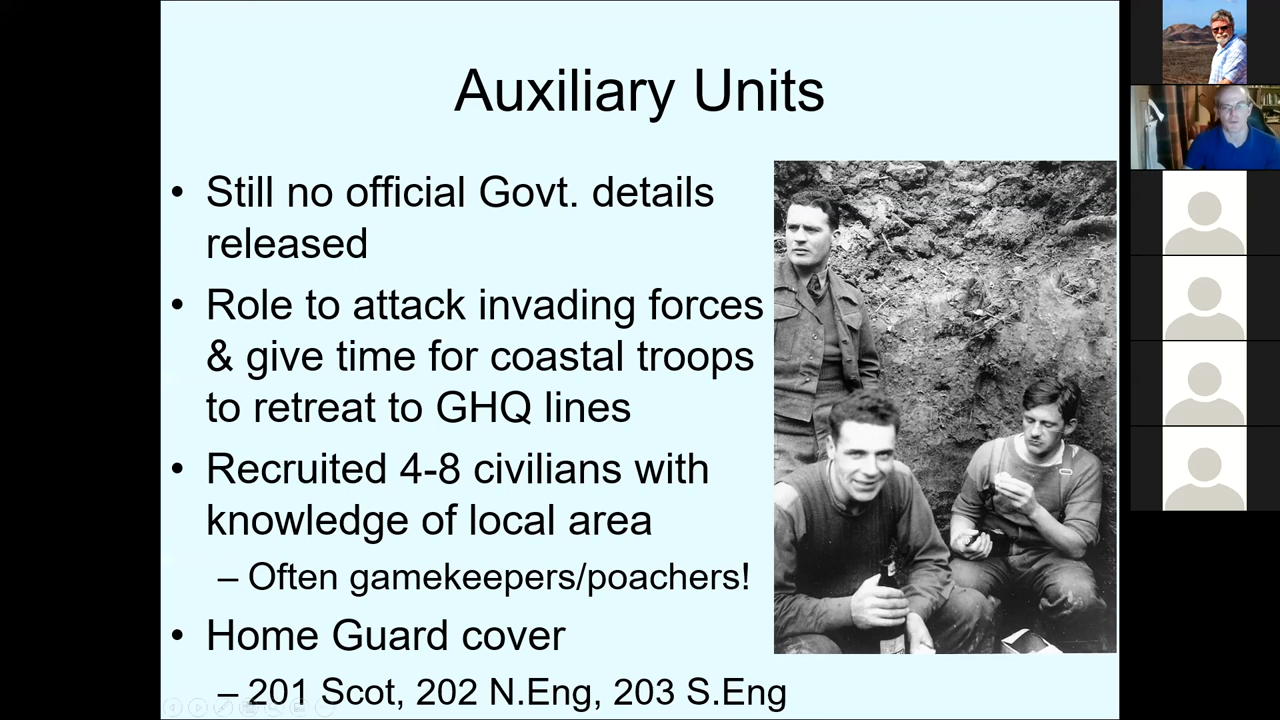 Auxiliary Units
• Still no official Govt. details
released
• Role to attack invading forces
& give time for coastal troops
to retreat to GHQ lines
• Recruited 4-8 civilians with
knowledge of local area
– Often gamekeepers/poachers!
• Home Guard cover
– 201 Scot, 202 N.Eng, 203 S.Eng